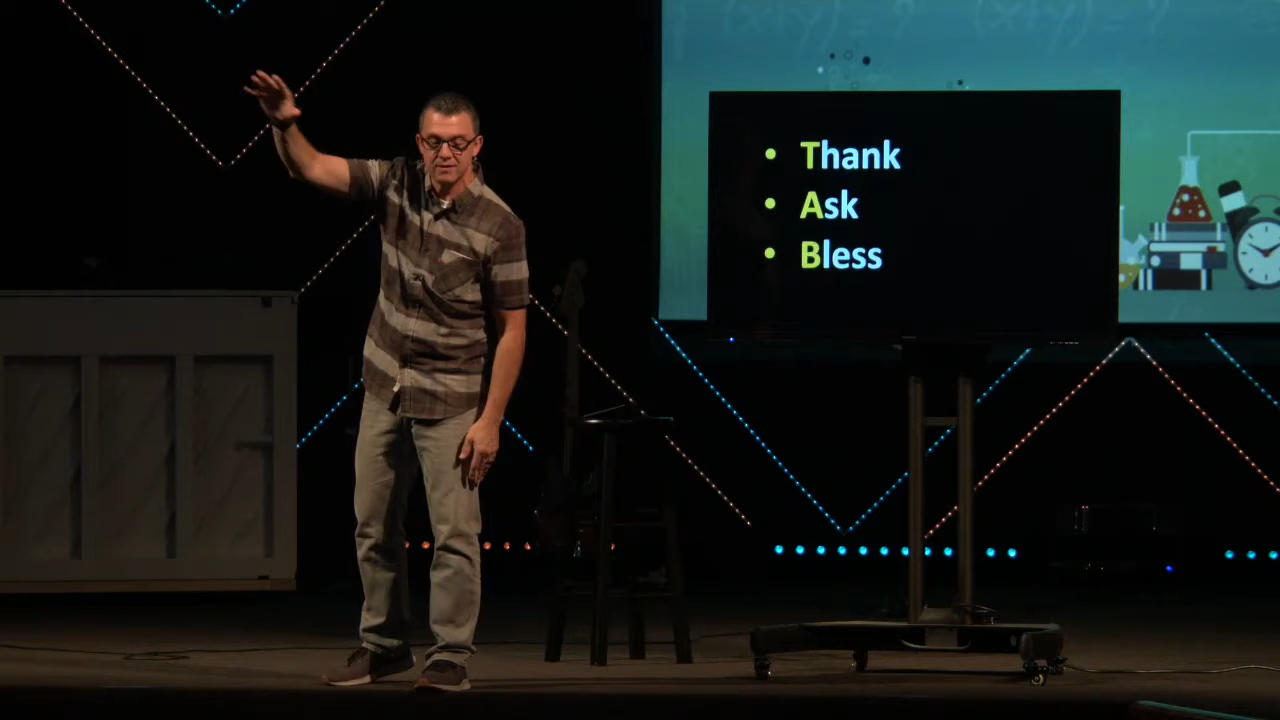 (x+y)=?
(x+y)=?
• Thank
• Ask
• Bless